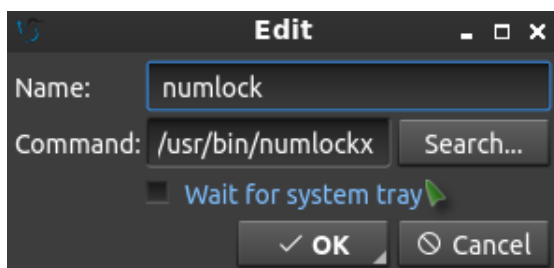 Edit
Name: numlock
Command: /usr/bin/numlockx Search...
Wait for system tray
OK Cancel